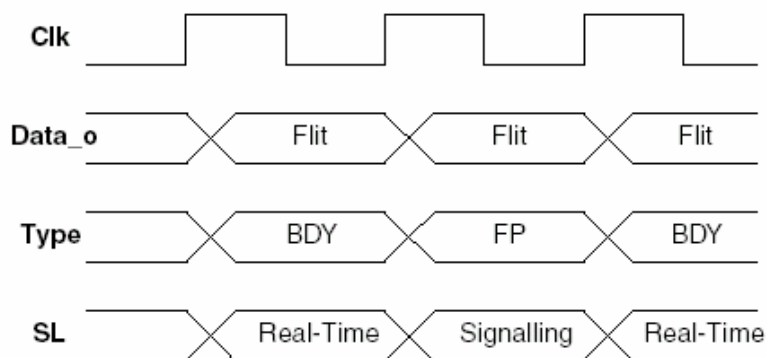 Clk
Data_o Flit Flit Flit
Type BDY FP BDY
SL Real-Time Signalling Real-Time